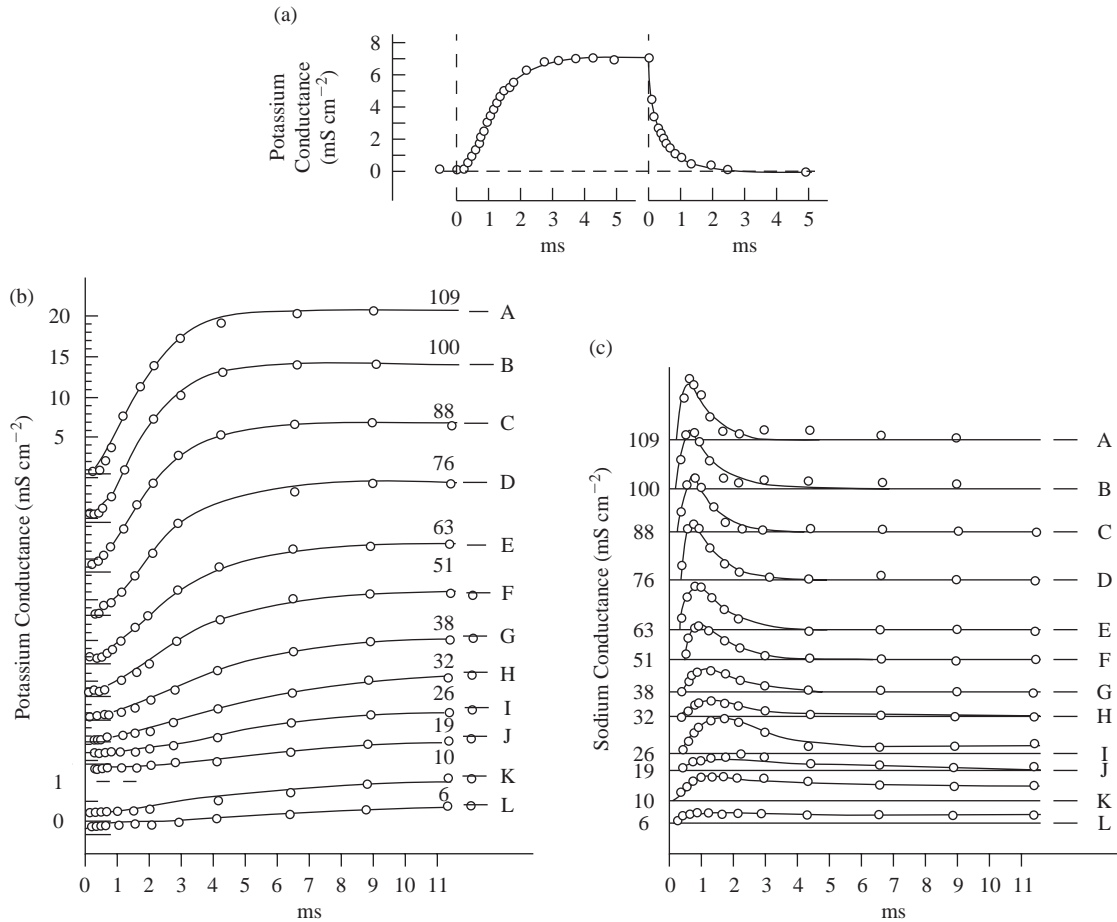 (a)
Potassium
Conductance
(mS cm⁻²)
8
6
4
2
0
0 1 2 3 4 5 0 1 2 3 4 5
ms ms
(b)
Potassium Conductance (mS cm⁻²)
20
15
10
5
1
0
109 A
100 B
88 C
76 D
63 E
51 F
38 G
32 H
26 I
19 J
10 K
6 L
0 1 2 3 4 5 6 7 8 9 10 11
ms
(c)
Sodium Conductance (mS cm⁻²)
109 A
100 B
88 C
76 D
63 E
51 F
38 G
32 H
26 I
19 J
10 K
6 L
0 1 2 3 4 5 6 7 8 9 10 11
ms